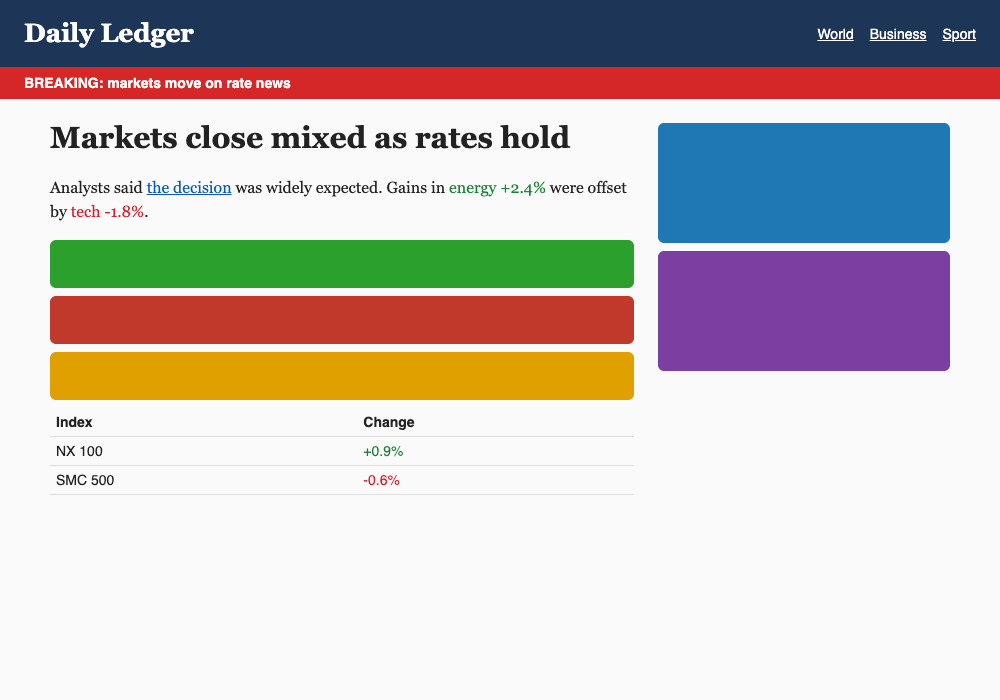 Daily Ledger
World Business Sport
BREAKING: markets move on rate news
Markets close mixed as rates hold
Analysts said the decision was widely expected. Gains in energy +2.4% were offset
by tech -1.8%.
Index Change
NX 100 +0.9%
SMC 500 -0.6%